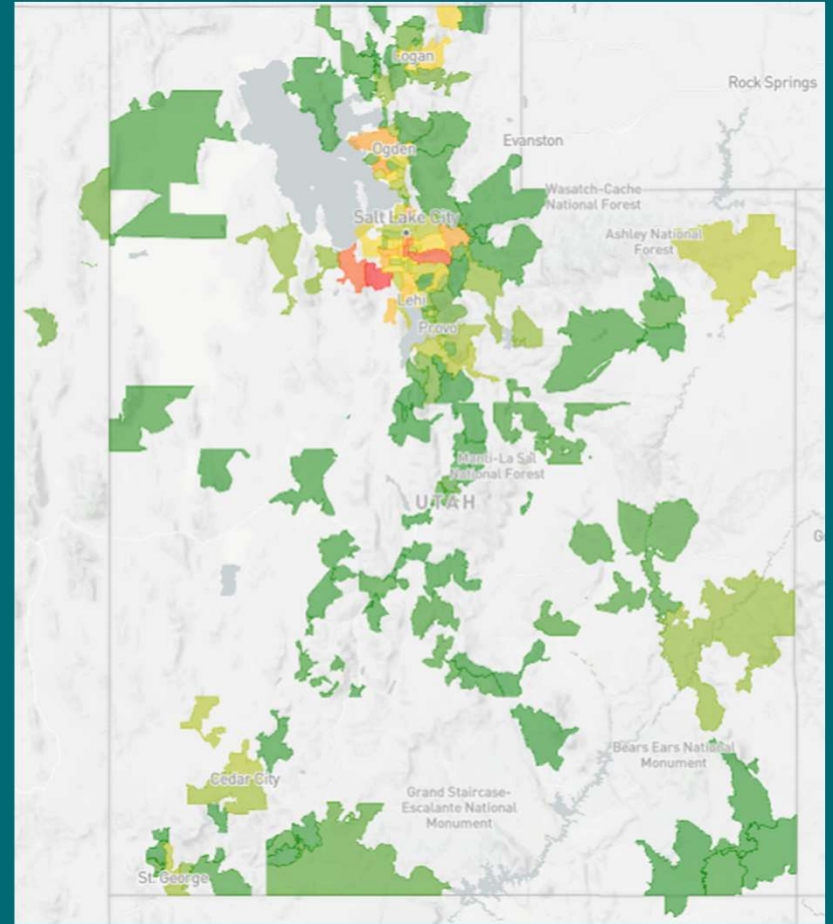 Logan
Rock Springs
Ogden
Evanston
Wasatch-Cache
National Forest
Salt Lake City
Ashley National
Forest
Lehi
Provo
Manti-La Sal
National Forest
UTAH
G
Bears Ears National
Monument
Cedar City
Grand Staircase-
Escalante National
Monument
St. George